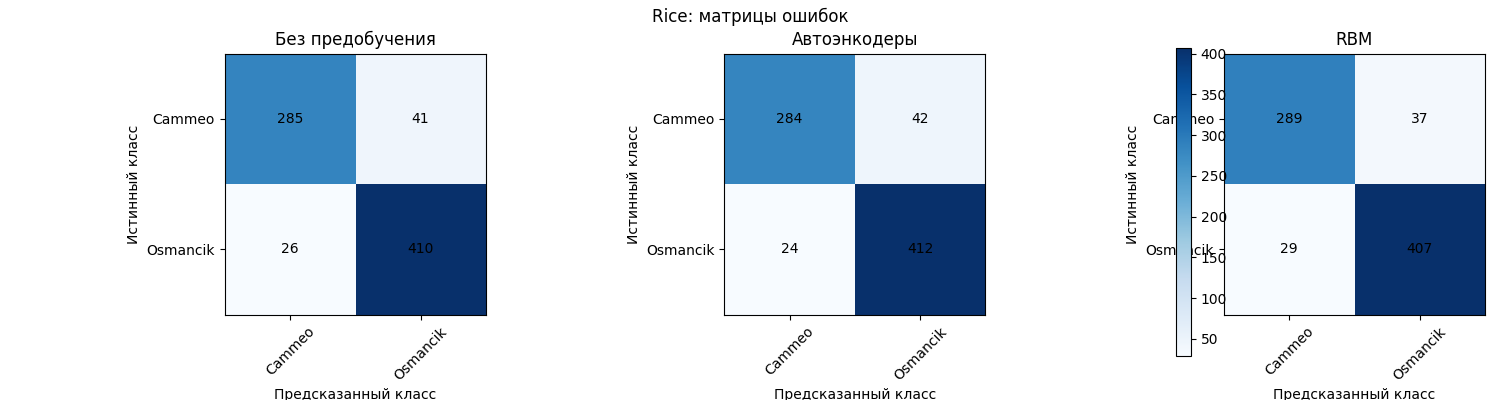 Rice: матрицы ошибок
Без предобучения
Истинный класс
Cammeo
Osmancik
285
41
26
410
Cammeo
Osmancik
Предсказанный класс
Автоэнкодеры
Истинный класс
Cammeo
Osmancik
284
42
24
412
Cammeo
Osmancik
Предсказанный класс
RBM
Истинный класс
Cammeo
Osmancik
289
37
29
407
Cammeo
Osmancik
Предсказанный класс
400
350
300
250
200
150
100
50